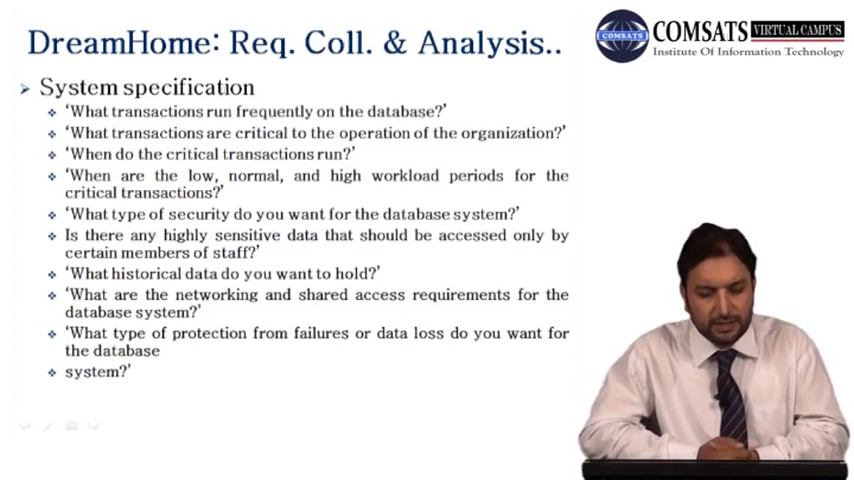 DreamHome: Req. Coll. & Analysis..
COMSATS VIRTUAL CAMPUS
Institute Of Information Technology
COMSATS
System specification
‘What transactions run frequently on the database?’
‘What transactions are critical to the operation of the organization?’
‘When do the critical transactions run?’
‘When are the low, normal, and high workload periods for the
critical transactions?’
‘What type of security do you want for the database system?’
Is there any highly sensitive data that should be accessed only by
certain members of staff?’
‘What historical data do you want to hold?’
‘What are the networking and shared access requirements for the
database system?’
‘What type of protection from failures or data loss do you want for
the database
system?’